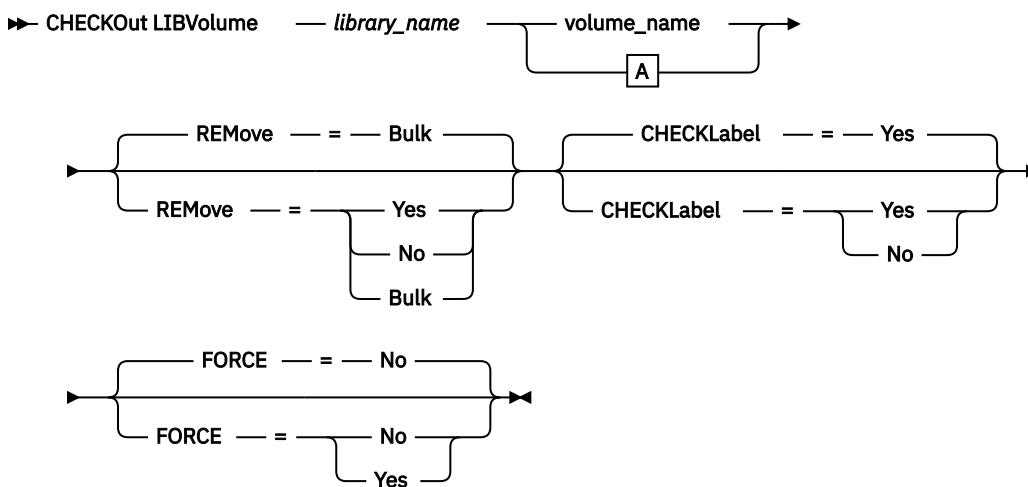 CHECKOut LIBVolume library_name volume_name
A
REMove = Bulk CHECKLabel = Yes
REMove = Yes CHECKLabel = Yes
No No
Bulk
FORCE = No
FORCE = No
Yes